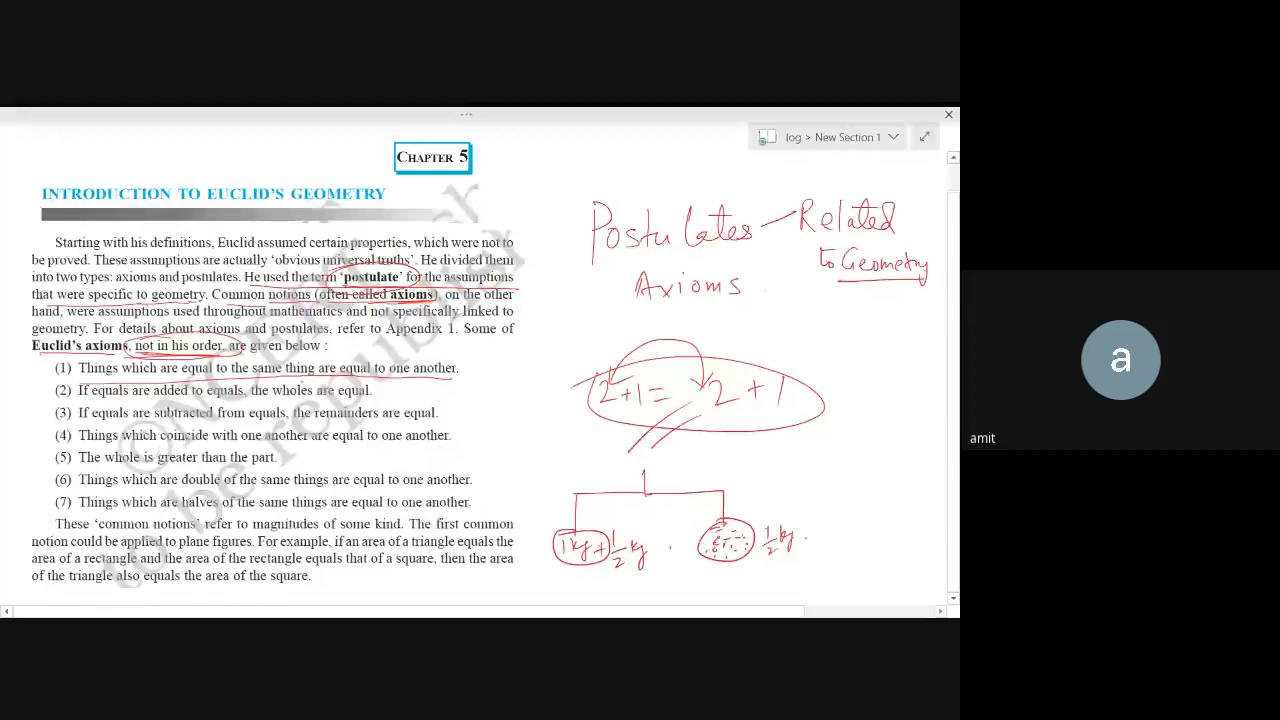 log > New Section 1
CHAPTER 5
INTRODUCTION TO EUCLID'S GEOMETRY
Starting with his definitions, Euclid assumed certain properties, which were not to
be proved. These assumptions are actually ‘obvious universal truths’. He divided them
into two types: axioms and postulates. He used the term ‘postulate’ for the assumptions
that were specific to geometry. Common notions (often called axioms), on the other
hand, were assumptions used throughout mathematics and not specifically linked to
geometry. For details about axioms and postulates, refer to Appendix 1. Some of
Euclid’s axioms, not in his order, are given below :
(1) Things which are equal to the same thing are equal to one another.
(2) If equals are added to equals, the wholes are equal.
(3) If equals are subtracted from equals, the remainders are equal.
(4) Things which coincide with one another are equal to one another.
(5) The whole is greater than the part.
(6) Things which are double of the same things are equal to one another.
(7) Things which are halves of the same things are equal to one another.
These ‘common notions’ refer to magnitudes of some kind. The first common
notion could be applied to plane figures. For example, if an area of a triangle equals the
area of a rectangle and the area of the rectangle equals that of a square, then the area
of the triangle also equals the area of the square.
©NCERT
to be republish
Postulates – Related
to Geometry
Axioms
2+1 = 2+1
1 kg + 1/2 kg
1/2 kg
a
amit